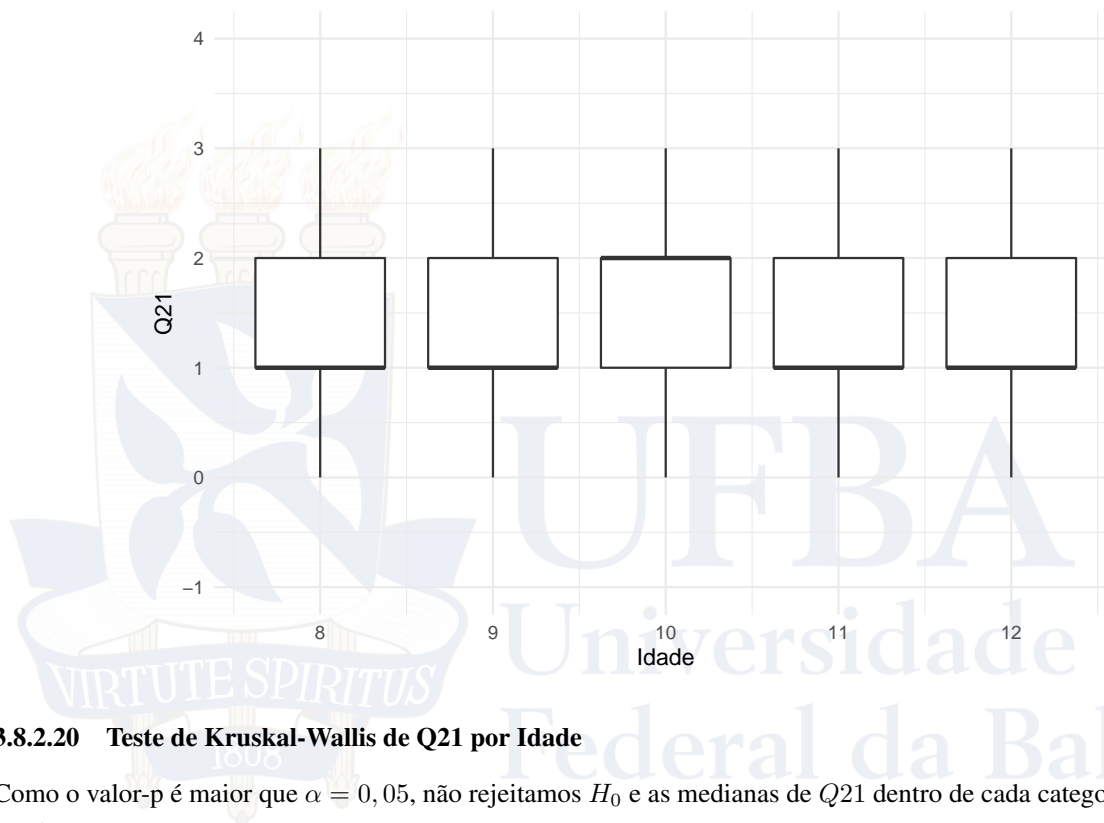 4
3
2
1
0
−1
Q21
8 9 10 11 12
Idade
UFBA
Universidade
Federal da
VIRTUTE SPIRITUS
1808
3.8.2.20 Teste de Kruskal-Wallis de Q21 por Idade
Como o valor-p é maior que α = 0, 05, não rejeitamos H₀ e as medianas de Q21 dentro de cada